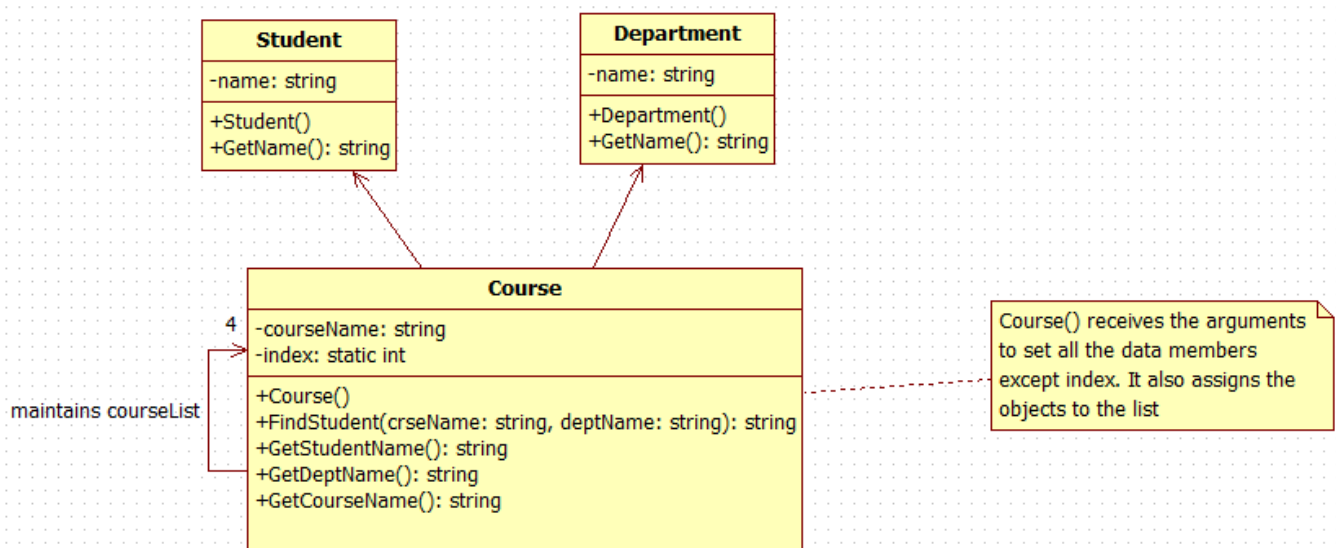 Student
-name: string
+Student()
+GetName(): string
Department
-name: string
+Department()
+GetName(): string
Course
-courseName: string
-index: static int
+Course()
+FindStudent(crseName: string, deptName: string): string
+GetStudentName(): string
+GetDeptName(): string
+GetCourseName(): string
4
maintains courseList
Course() receives the arguments
to set all the data members
except index. It also assigns the
objects to the list